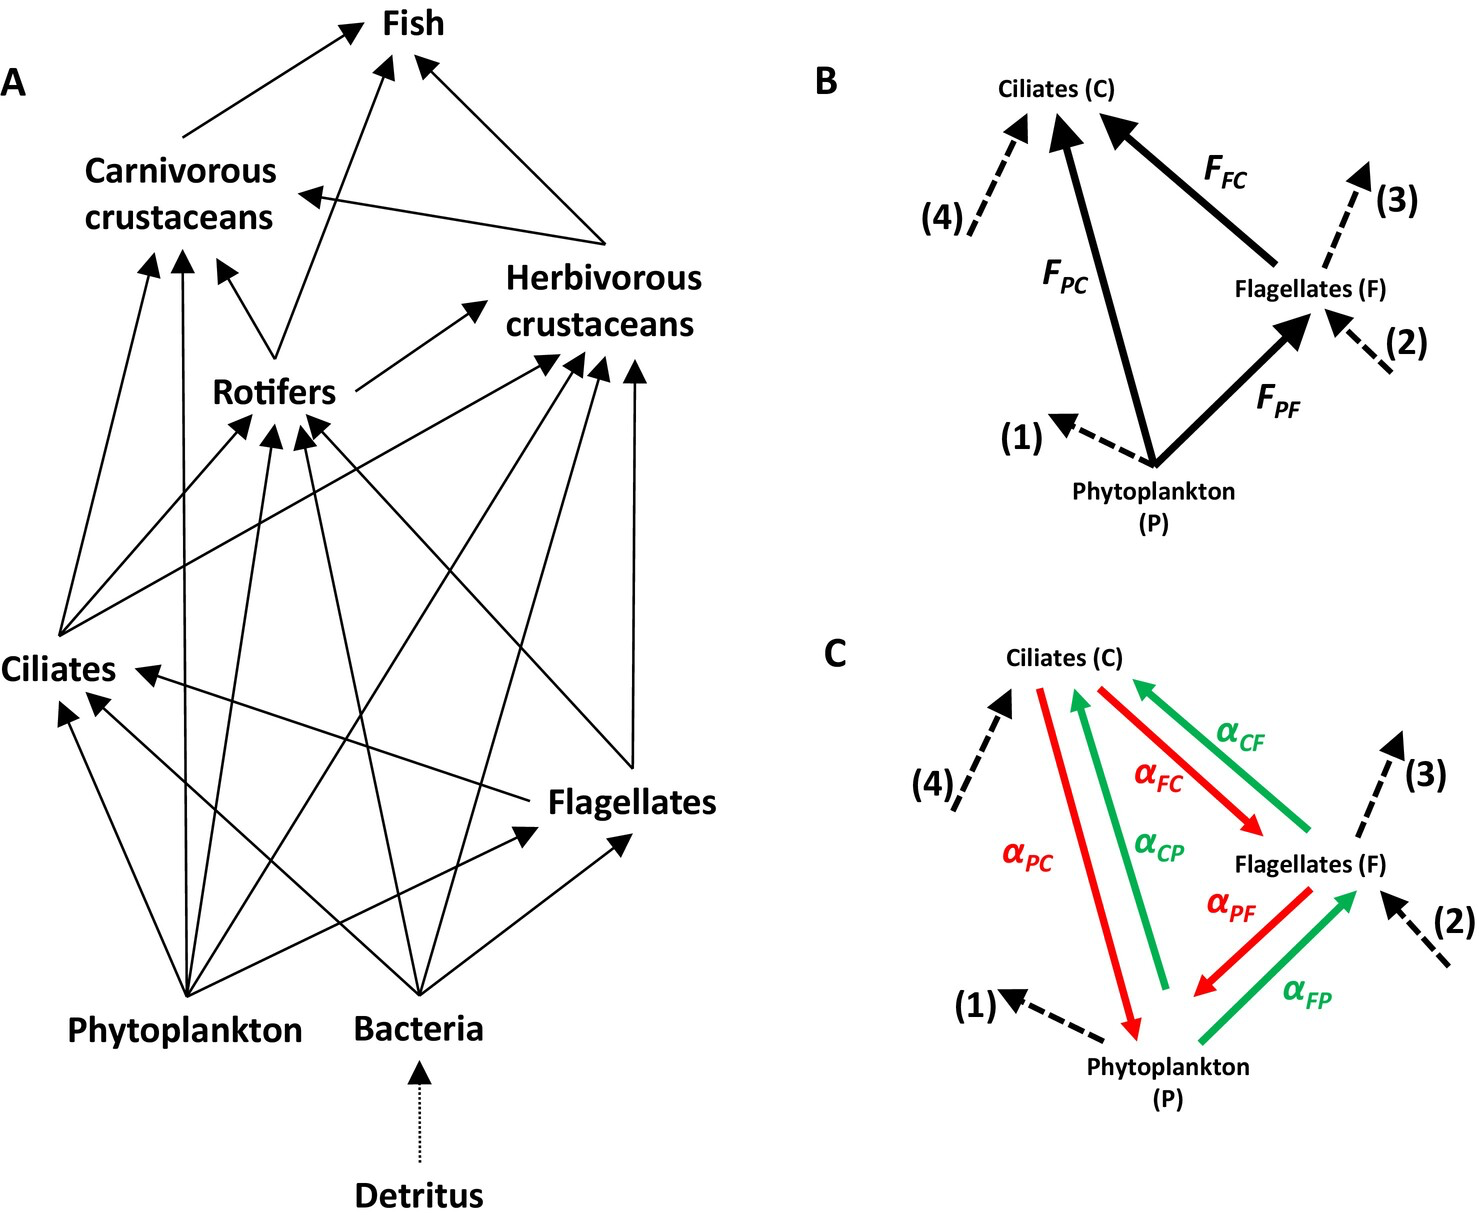 A
Fish
Carnivorous
crustaceans
Herbivorous
crustaceans
Rotifers
Ciliates
Flagellates
Phytoplankton
Bacteria
Detritus
B
Ciliates (C)
(4)
F_FC
(3)
F_PC
Flagellates (F)
(2)
F_PF
(1)
Phytoplankton
(P)
C
Ciliates (C)
α_CF
(4)
α_FC
(3)
α_PC
α_CP
Flagellates (F)
α_PF
(2)
α_FP
(1)
Phytoplankton
(P)